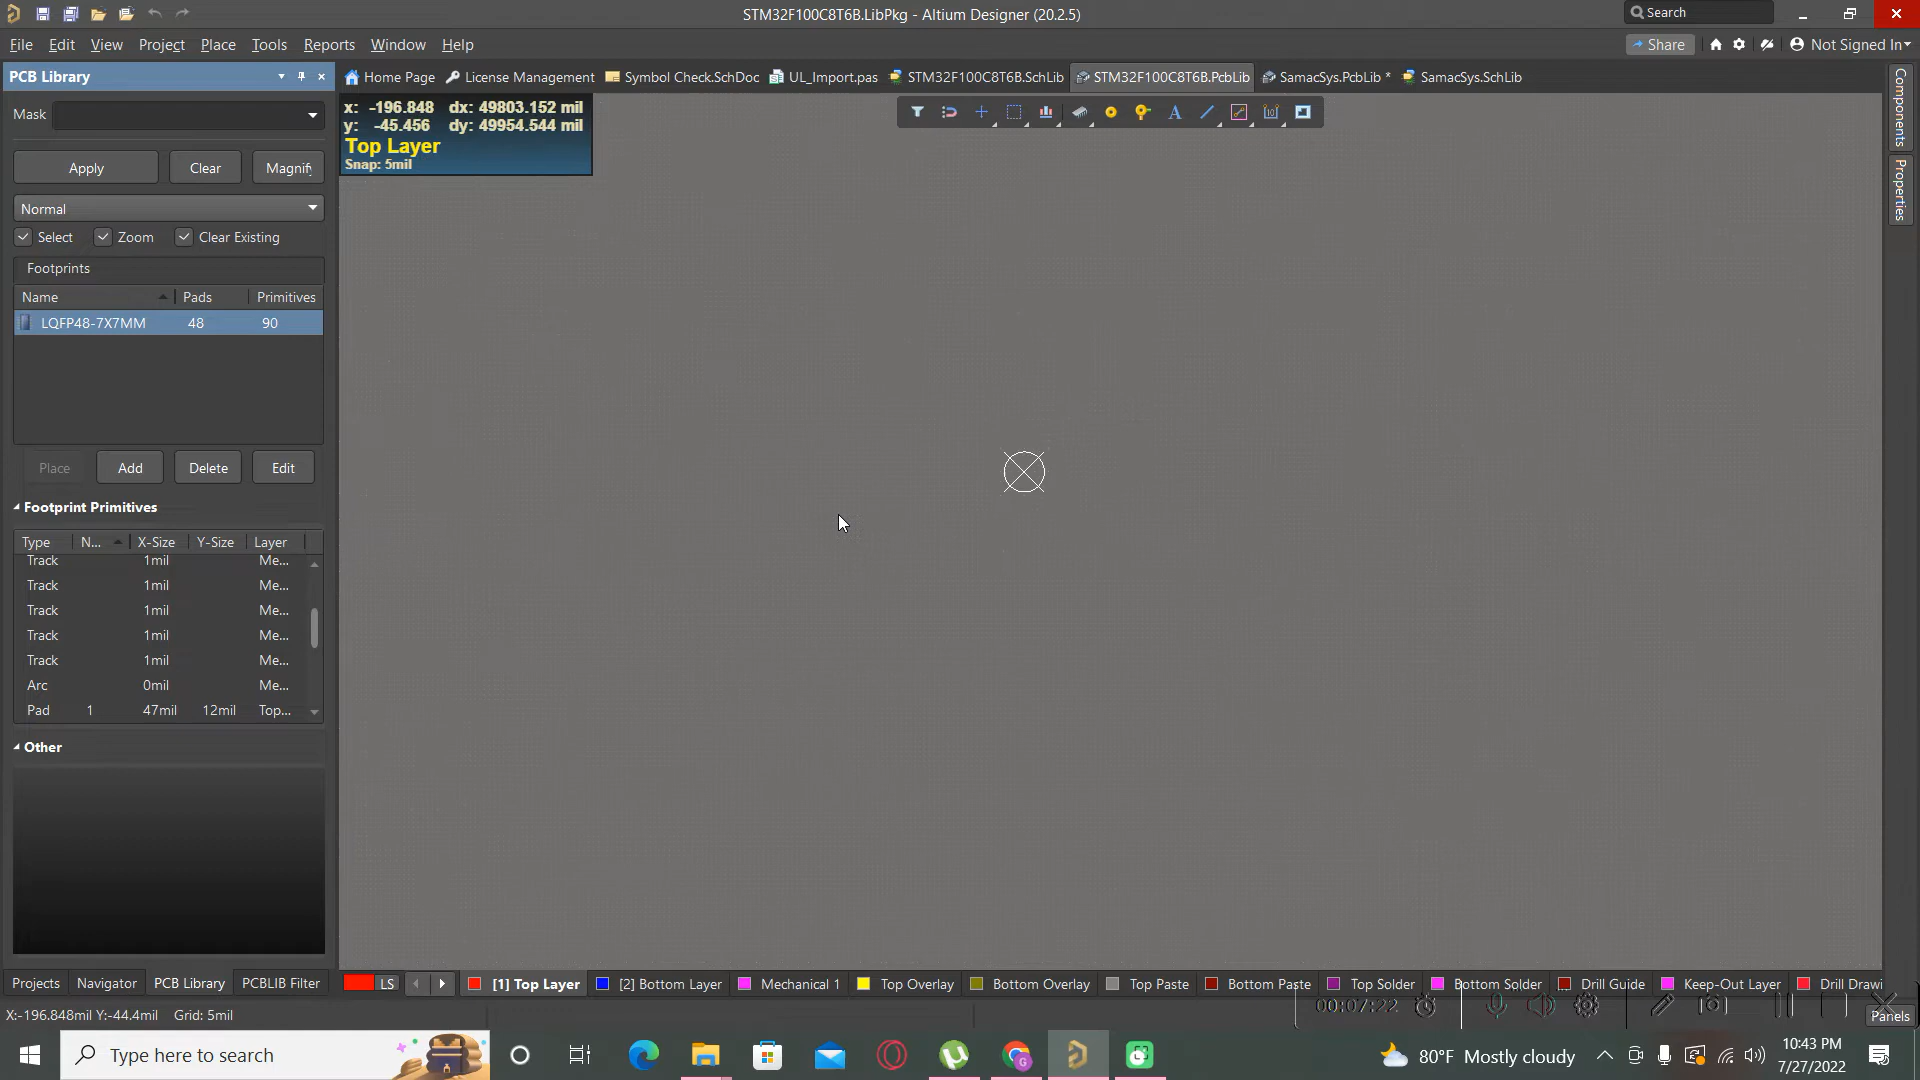 STM32F100C8T6B.LibPkg - Altium Designer (20.2.5)
Search
File Edit View Project Place Tools Reports Window Help
Share
Not Signed In
PCB Library
Home Page License Management Symbol Check.SchDoc UL_Import.pas STM32F100C8T6B.SchLib STM32F100C8T6B.PcbLib SamacSys.PcbLib * SamacSys.SchLib
Mask
x: -196.848 dx: 49803.152 mil
y: -45.456 dy: 49954.544 mil
Top Layer
Snap: 5mil
Components
Properties
Apply Clear Magnify
Normal
Select Zoom Clear Existing
Footprints
Name Pads Primitives
LQFP48-7X7MM 48 90
Place Add Delete Edit
Footprint Primitives
Type N... X-Size Y-Size Layer
Track 1mil Me...
Track 1mil Me...
Track 1mil Me...
Track 1mil Me...
Track 1mil Me...
Arc 0mil Me...
Pad 1 47mil 12mil Top...
Other
Projects Navigator PCB Library PCBLIB Filter
LS [1] Top Layer [2] Bottom Layer Mechanical 1 Top Overlay Bottom Overlay Top Paste Bottom Paste Top Solder Bottom Solder Drill Guide Keep-Out Layer Drill Drawi
X:-196.848mil Y:-44.4mil Grid: 5mil
00:07:22
Panels
Type here to search
80°F Mostly cloudy
10:43 PM
7/27/2022